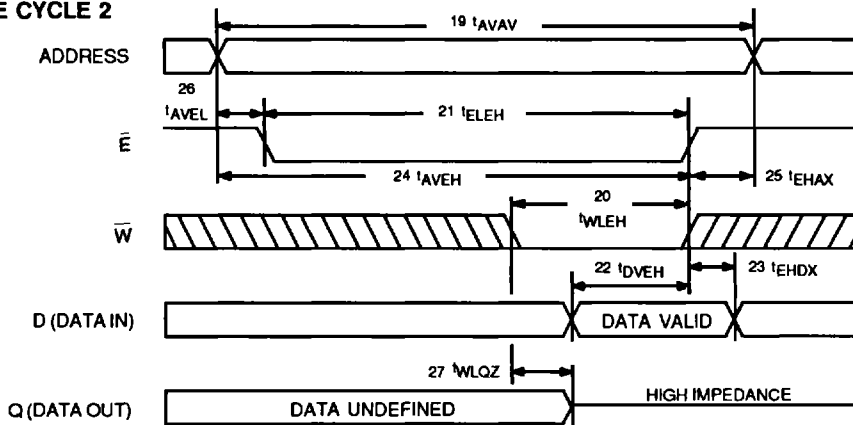 E CYCLE 2
19 tAVAV
ADDRESS
26
tAVEL
21 tELEH
E̅
24 tAVEH
25 tEHAX
20
tWLEH
W̅
22 tDVEH
23 tEHDX
D (DATA IN)
DATA VALID
27 tWLQZ
HIGH IMPEDANCE
Q (DATA OUT)
DATA UNDEFINED